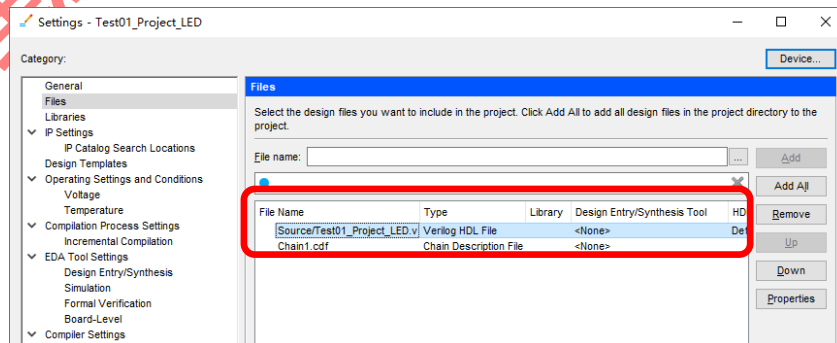 Settings - Test01_Project_LED
Category:
Device...
General
Files
Libraries
IP Settings
IP Catalog Search Locations
Design Templates
Operating Settings and Conditions
Voltage
Temperature
Compilation Process Settings
Incremental Compilation
EDA Tool Settings
Design Entry/Synthesis
Simulation
Formal Verification
Board-Level
Compiler Settings
Files
Select the design files you want to include in the project. Click Add All to add all design files in the project directory to the
project.
File name: ... Add
Add All
File Name Type Library Design Entry/Synthesis Tool HD
Source/Test01_Project_LED.v Verilog HDL File <None> Def
Chain1.cdf Chain Description File <None>
Remove
Up
Down
Properties